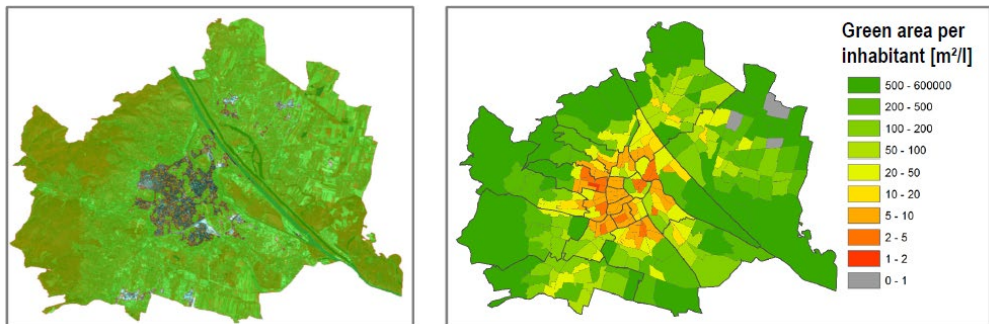 Green area per
inhabitant [m²/I]
500 - 600000
200 - 500
100 - 200
50 - 100
20 - 50
10 - 20
5 - 10
2 - 5
1 - 2
0 - 1